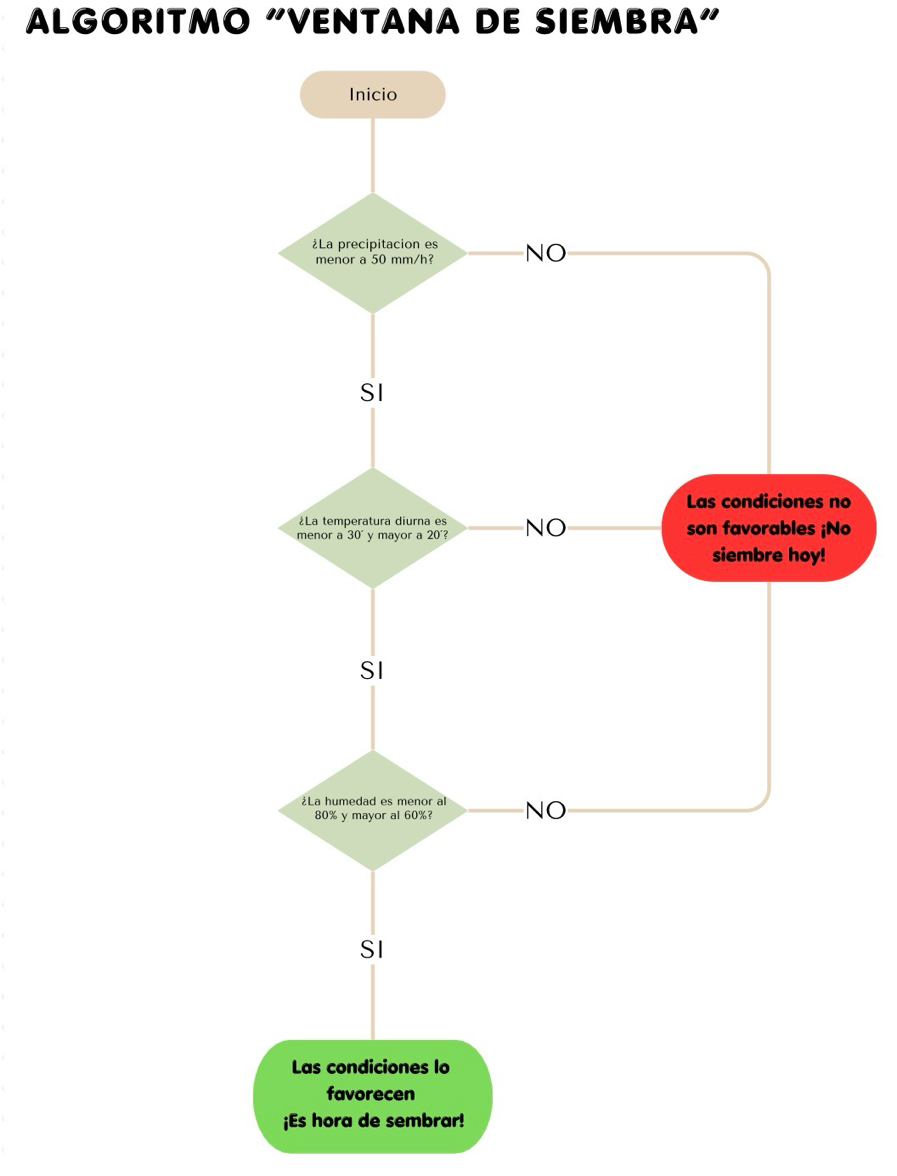 ALGORITMO "VENTANA DE SIEMBRA"
Inicio
¿La precipitacion es
menor a 50 mm/h?
NO
SI
¿La temperatura diurna es
menor a 30´ y mayor a 20´?
NO
Las condiciones no
son favorables ¡No
siembre hoy!
SI
¿La humedad es menor al
80% y mayor al 60%?
NO
SI
Las condiciones lo
favorecen
¡Es hora de sembrar!